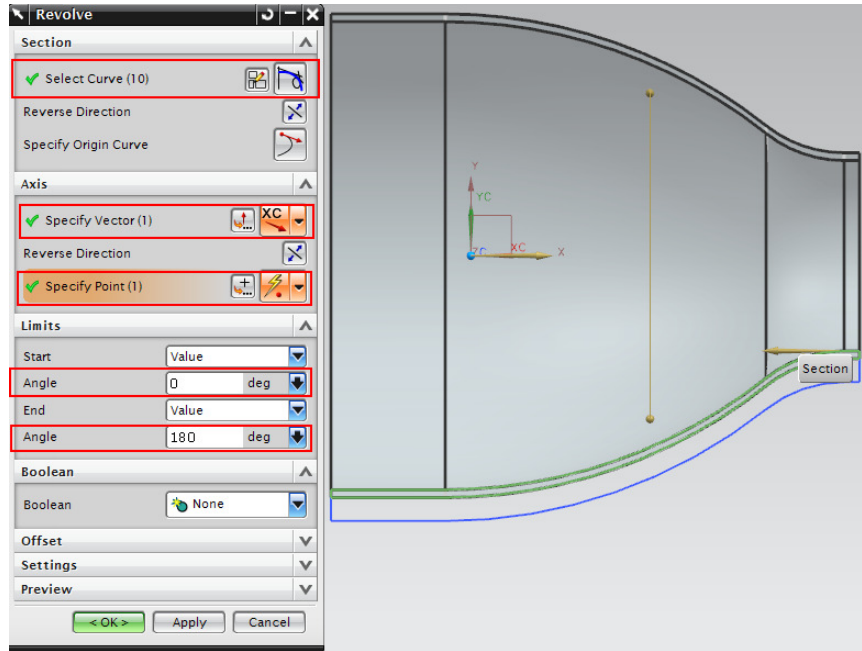 Revolve
Section
Select Curve (10)
Reverse Direction
Specify Origin Curve
Axis
Specify Vector (1)
XC
Reverse Direction
Specify Point (1)
Limits
Start Value
Angle 0 deg
End Value
Angle 180 deg
Boolean
Boolean None
Offset
Settings
Preview
< OK > Apply Cancel
Y
YC
ZC XC X
Section